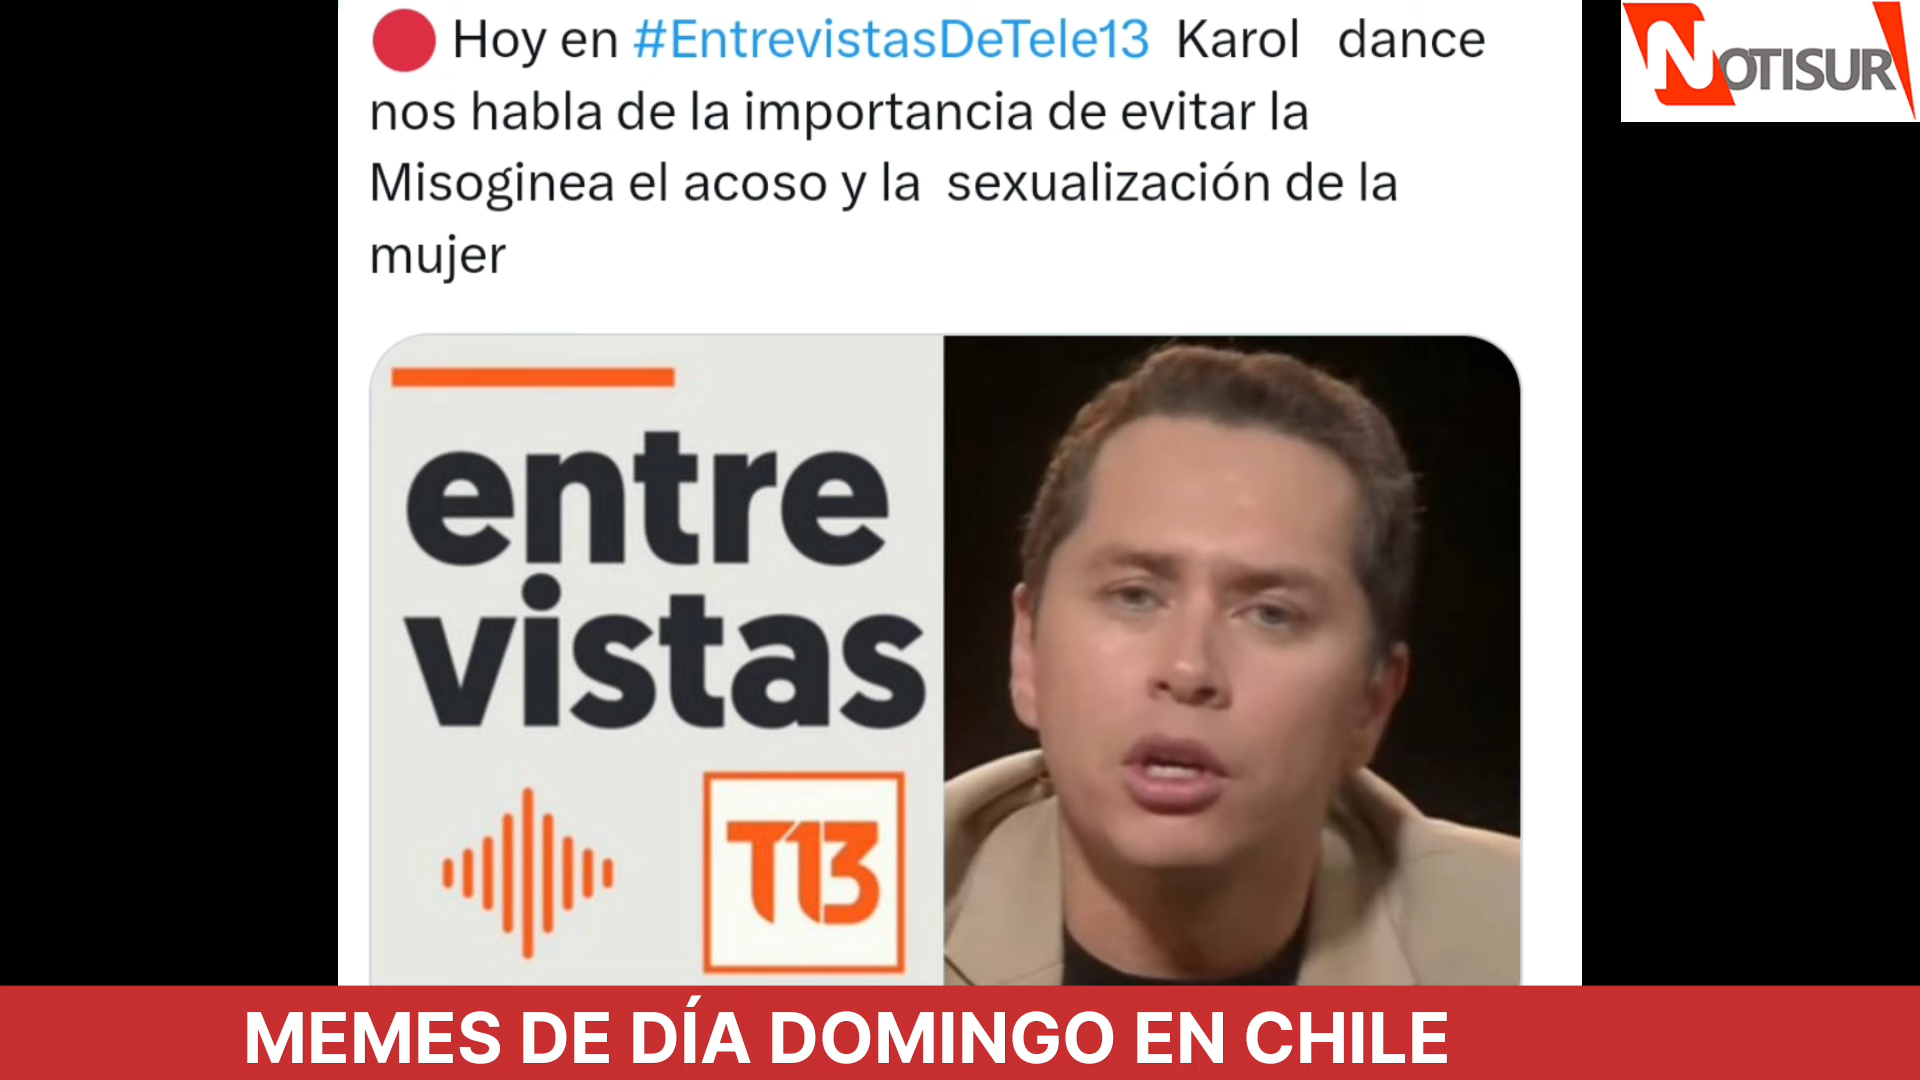 Hoy en #EntrevistasDeTele13 Karol dance
nos habla de la importancia de evitar la
Misoginea el acoso y la sexualización de la
mujer
NOTISUR
entre
vistas
T13
MEMES DE DÍA DOMINGO EN CHILE